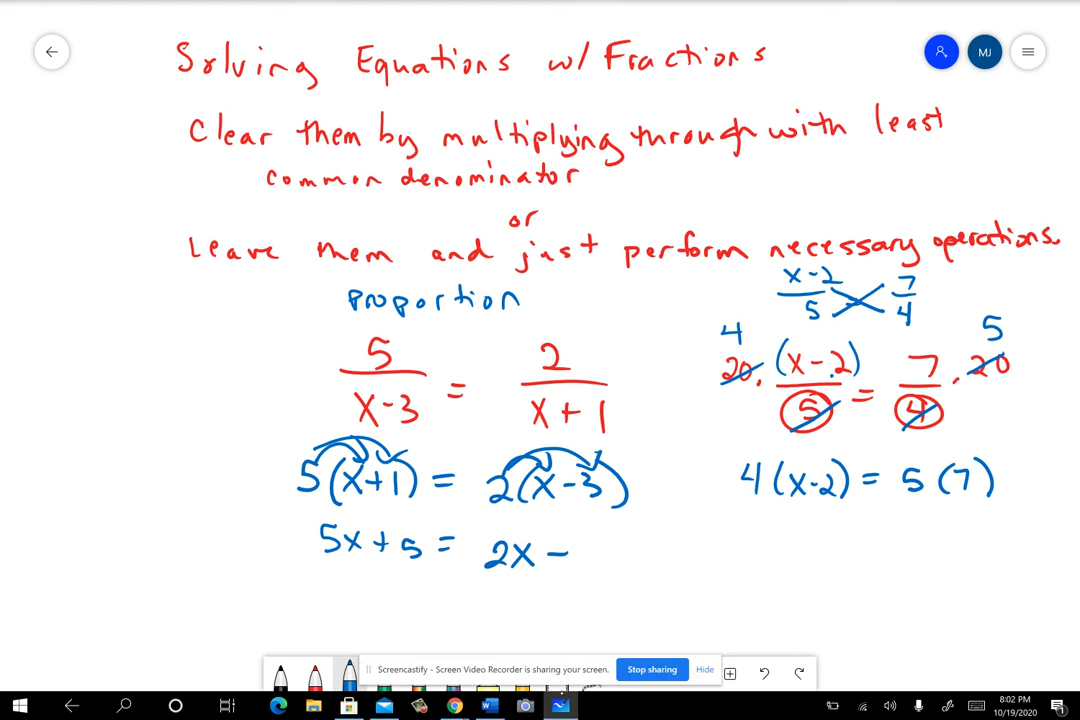 MJ
Solving Equations w/ Fractions
Clear them by multiplying through with least
common denominator
or
Leave them and just perform necessary operations.
proportion
x-2 7
5 4
4 5
5 2 20. (x-2) 7 . 20
= =
x-3 x+1 5 4
5(x+1) = 2(x-3) 4(x-2) = 5(7)
5x+5 = 2x -
Screencastify - Screen Video Recorder is sharing your screen. Stop sharing Hide
8:02 PM
10/19/2020